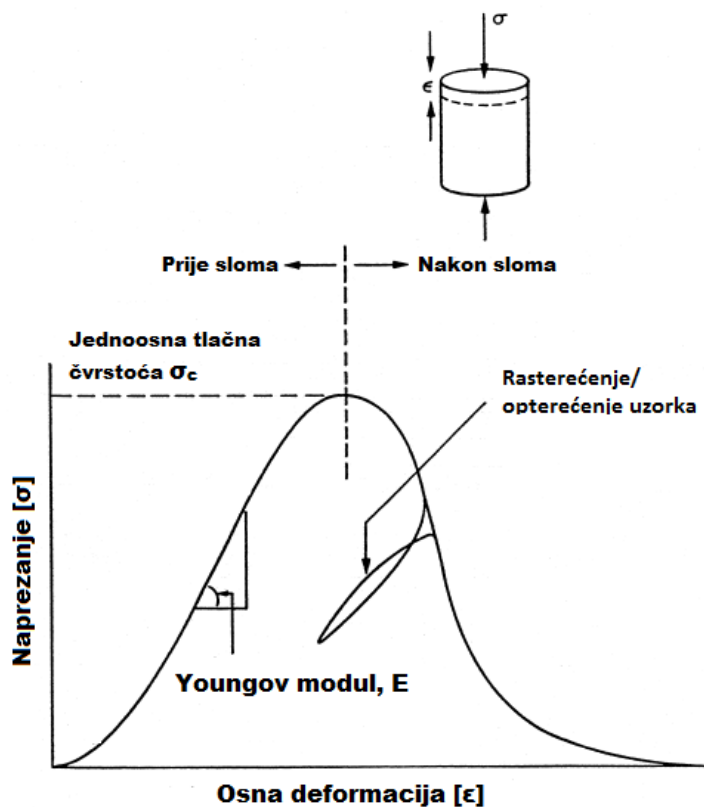 σ
ϵ
Prije sloma
Nakon sloma
Jednoosna tlačna
čvrstoća σc
Rasterećenje/
opterećenje uzorka
Naprezanje [σ]
Youngov modul, E
Osna deformacija [ε]